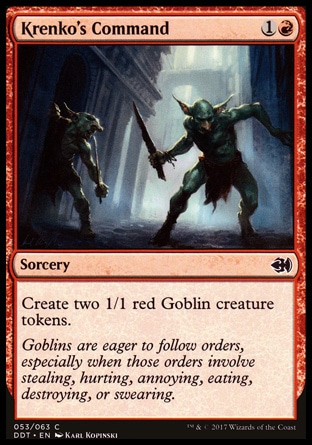 Krenko's Command 1
Sorcery
Create two 1/1 red Goblin creature
tokens.
Goblins are eager to follow orders,
especially when those orders involve
stealing, hurting, annoying, eating,
destroying, or swearing.
053/063 C
DDT • EN Karl Kopinski
™ & © 2017 Wizards of the Coast